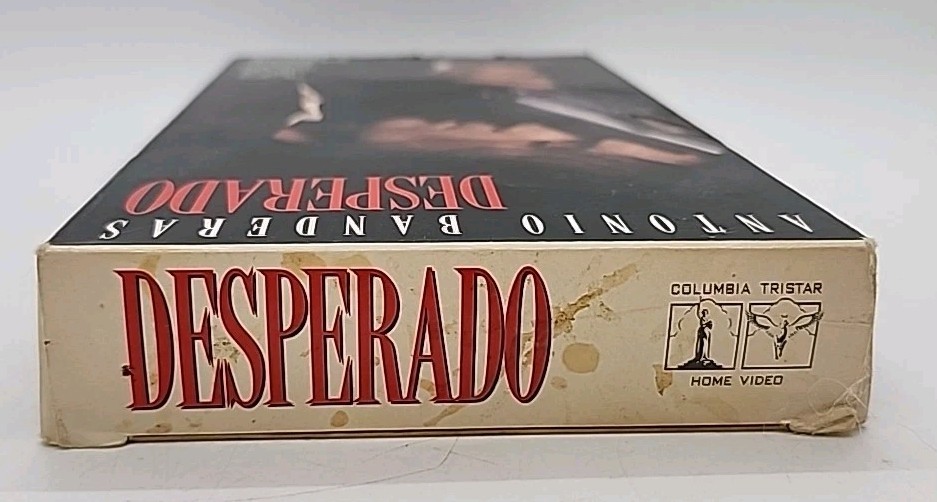 DESPERADO
ANTONIO BANDERAS
DESPERADO
COLUMBIA TRISTAR
HOME VIDEO